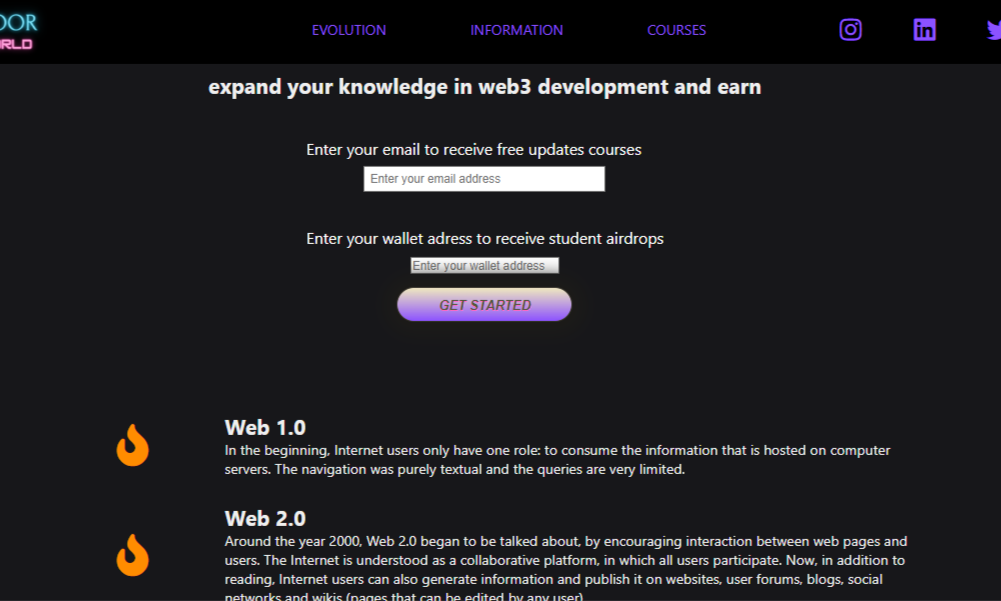 EVOLUTION INFORMATION COURSES
expand your knowledge in web3 development and earn
Enter your email to receive free updates courses
Enter your email address
Enter your wallet adress to receive student airdrops
Enter your wallet address
GET STARTED
Web 1.0
In the beginning, Internet users only have one role: to consume the information that is hosted on computer
servers. The navigation was purely textual and the queries are very limited.
Web 2.0
Around the year 2000, Web 2.0 began to be talked about, by encouraging interaction between web pages and
users. The Internet is understood as a collaborative platform, in which all users participate. Now, in addition to
reading, Internet users can also generate information and publish it on websites, user forums, blogs, social
networks and wikis (pages that can be edited by any user)